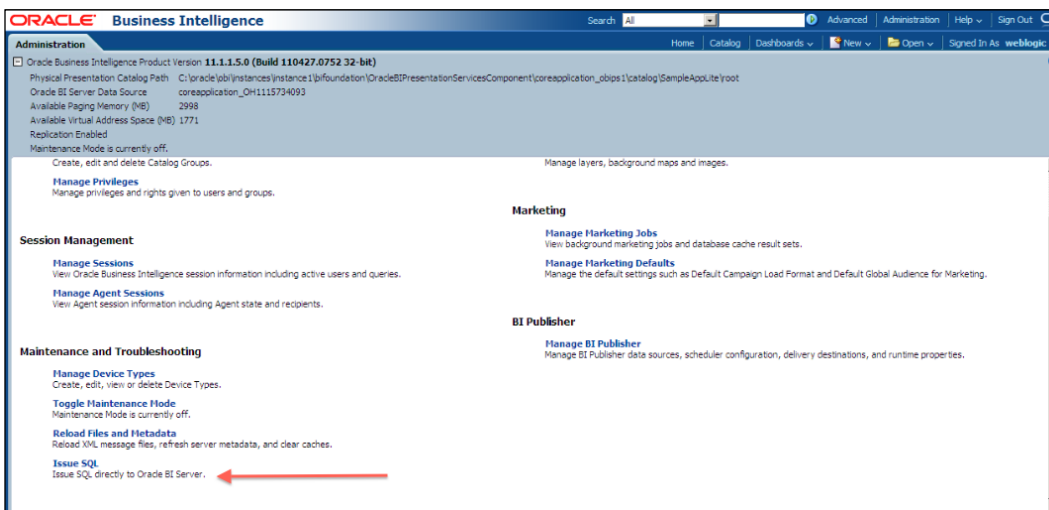 ORACLE Business Intelligence
Search All Advanced Administration Help Sign Out
Administration
Home Catalog Dashboards New Open Signed In As weblogic
Oracle Business Intelligence Product Version 11.1.1.5.0 (Build 110427.0752 32-bit)
Physical Presentation Catalog Path C:\oracle\obi\instances\instance1\bifoundation\OracleBIPresentationServicesComponent\coreapplication_obips1\catalog\SampleAppLite\root
Oracle BI Server Data Source coreapplication_OH1115734093
Available Paging Memory (MB) 2998
Available Virtual Address Space (MB) 1771
Replication Enabled
Maintenance Mode is currently off.
Create, edit and delete Catalog Groups.
Manage Privileges
Manage privileges and rights given to users and groups.
Session Management
Manage Sessions
View Oracle Business Intelligence session information including active users and queries.
Manage Agent Sessions
View Agent session information including Agent state and recipients.
Maintenance and Troubleshooting
Manage Device Types
Create, edit, view or delete Device Types.
Toggle Maintenance Mode
Maintenance Mode is currently off.
Reload Files and Metadata
Reload XML message files, refresh server metadata, and clear caches.
Issue SQL
Issue SQL directly to Oracle BI Server.
Manage layers, background maps and images.
Marketing
Manage Marketing Jobs
View background marketing jobs and database cache result sets.
Manage Marketing Defaults
Manage the default settings such as Default Campaign Load Format and Default Global Audience for Marketing.
BI Publisher
Manage BI Publisher
Manage BI Publisher data sources, scheduler configuration, delivery destinations, and runtime properties.